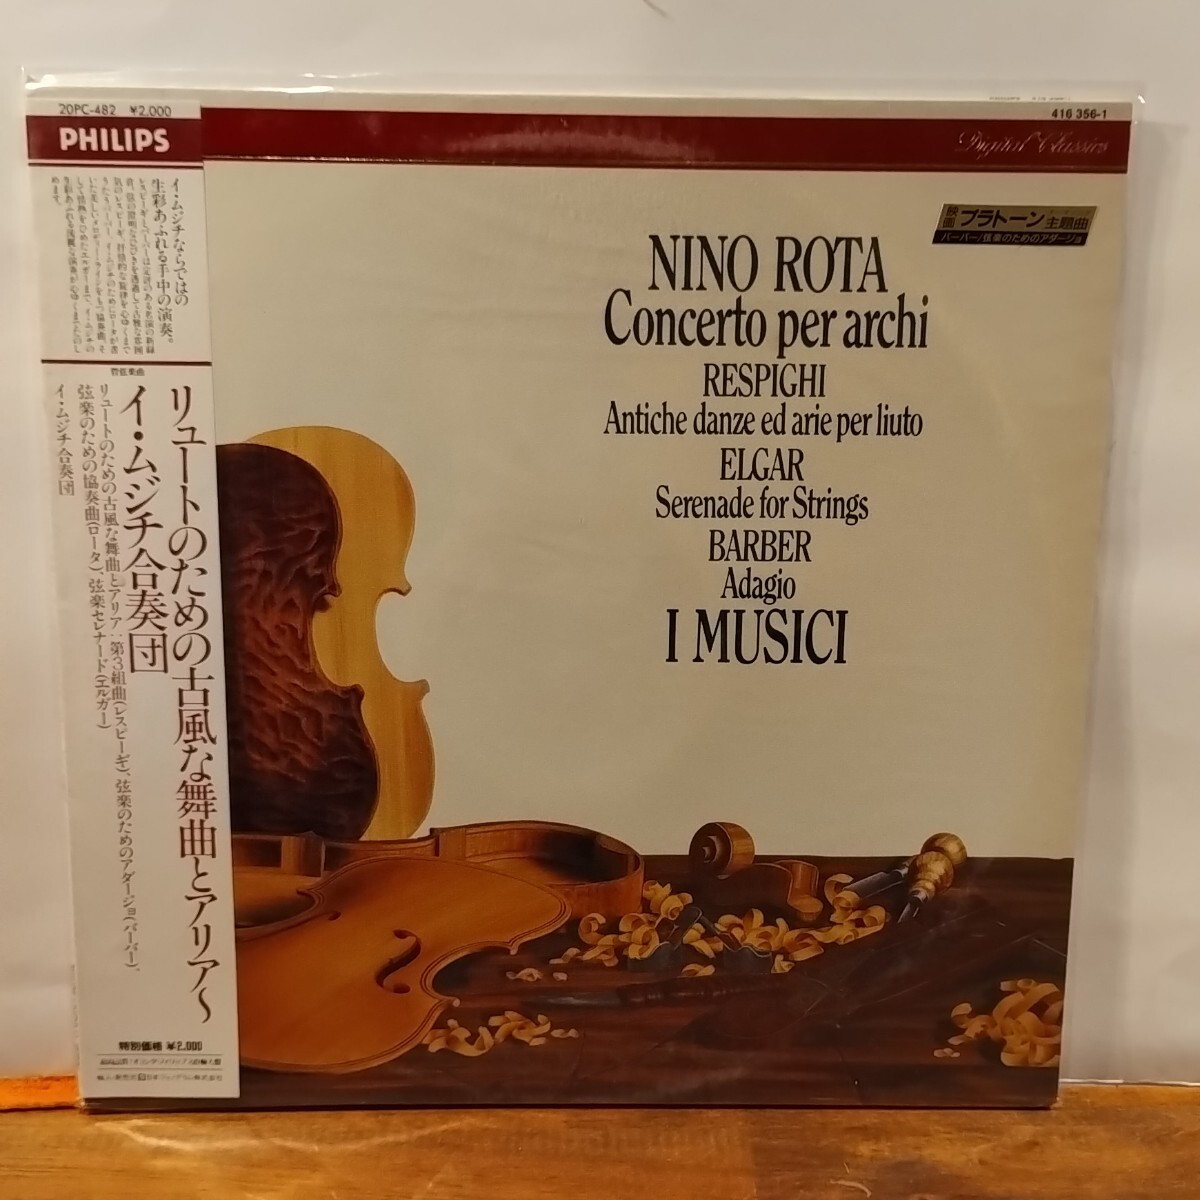 20PC-482 ¥2,000
PHILIPS
イ・ムジチならではの
生彩あふれる手中の演奏。
管弦楽曲
リュートのための古風な舞曲とアリア〜
イ・ムジチ合奏団
リュートのための古風な舞曲とアリア:第3組曲(レスピーギ)、弦楽のためのアダージョ(バーバー)、
弦楽のための協奏曲(ロータ)、弦楽セレナード(エルガー)
イ・ムジチ合奏団
特別価格 ¥2,000
416 356-1
Digital Classics
映画 プラトーン 主題曲
バーバー/弦楽のためのアダージョ
NINO ROTA
Concerto per archi
RESPIGHI
Antiche danze ed arie per liuto
ELGAR
Serenade for Strings
BARBER
Adagio
I MUSICI